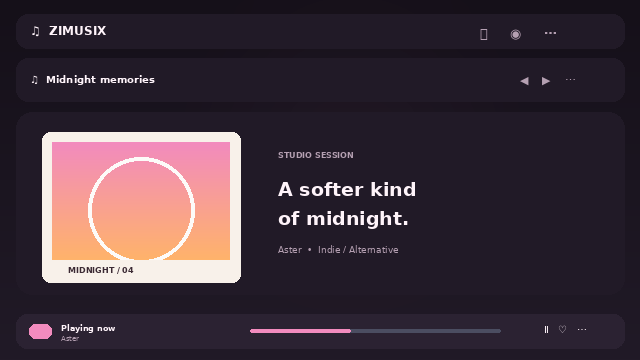 ZIMUSIX
Midnight memories
STUDIO SESSION
A softer kind
of midnight.
Aster • Indie / Alternative
MIDNIGHT / 04
Playing now
Aster